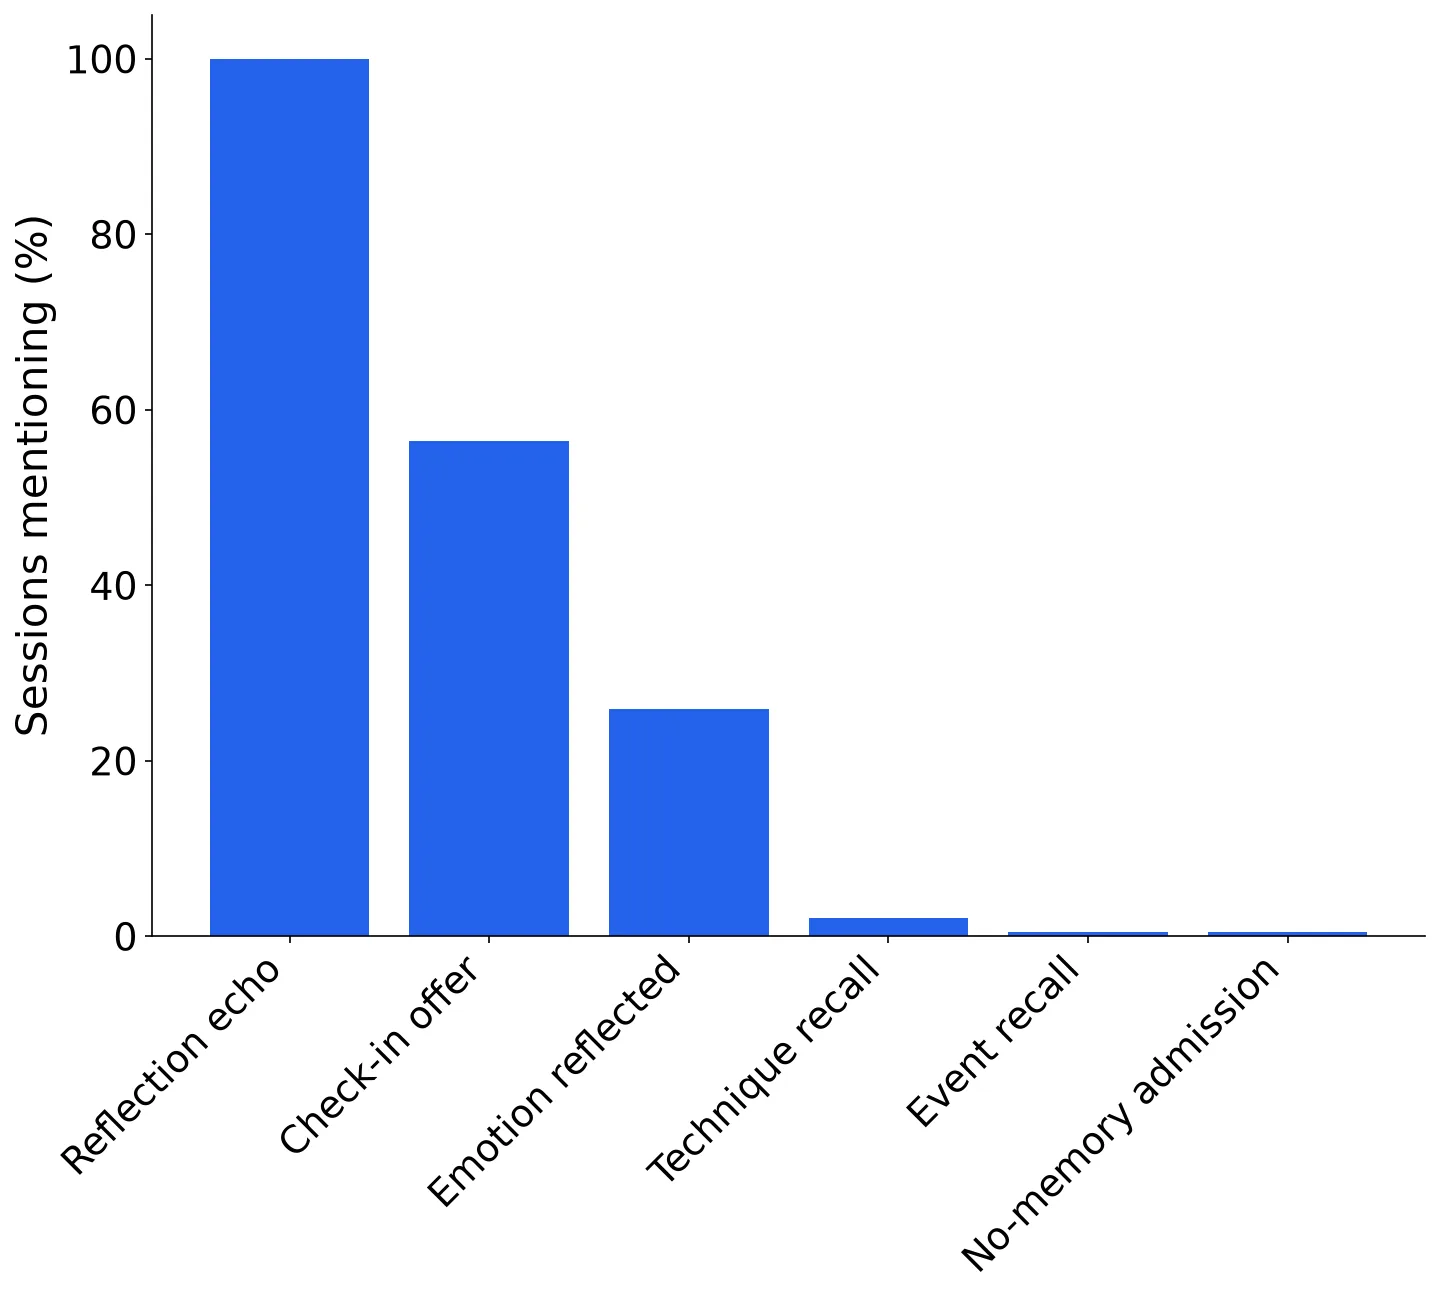 Sessions mentioning (%)
100
80
60
40
20
0
Reflection echo
Check-in offer
Emotion reflected
Technique recall
Event recall
No-memory admission